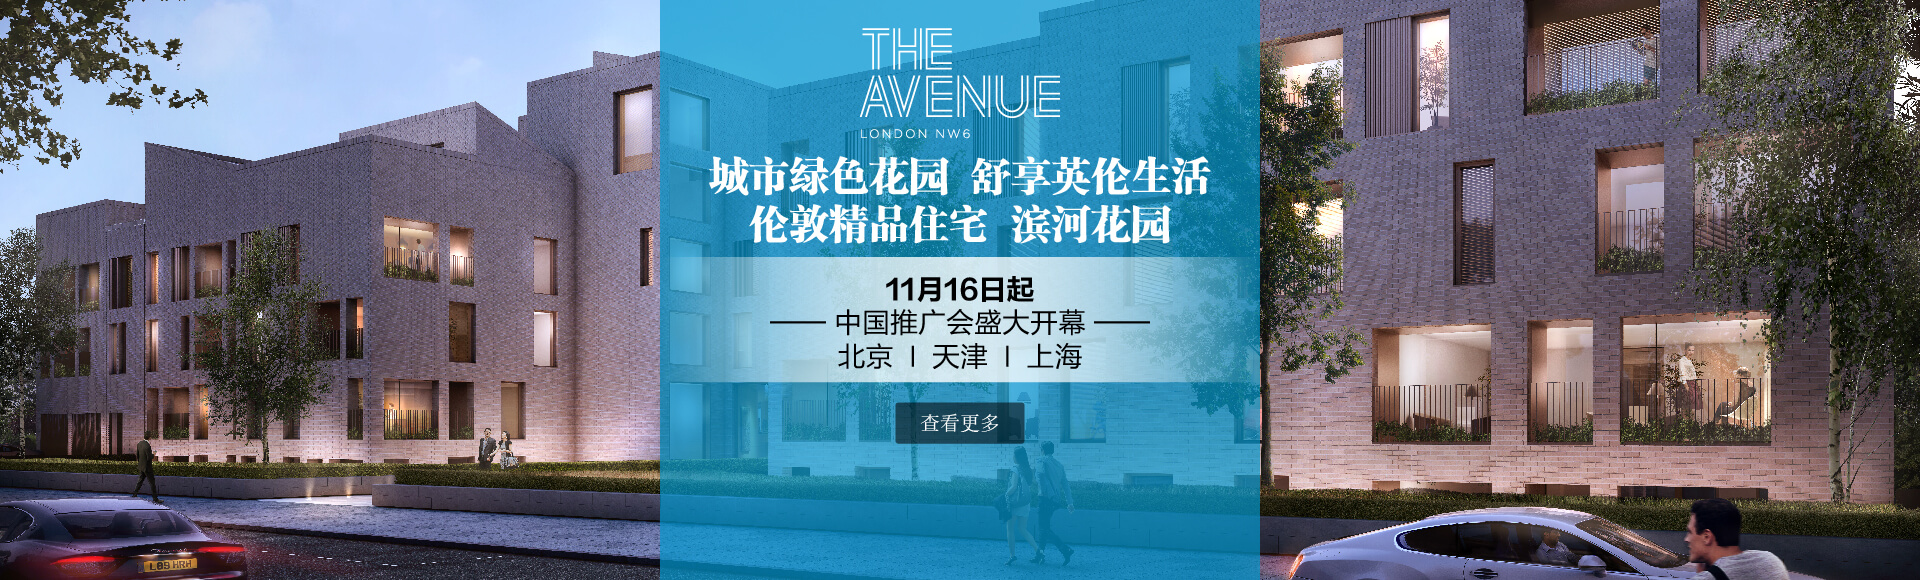 THE
AVENUE
LONDON NW6
城市绿色花园 舒享英伦生活
伦敦精品住宅 滨河花园
11月16日起
中国推广会盛大开幕
北京 | 天津 | 上海
查看更多
L89 HRH